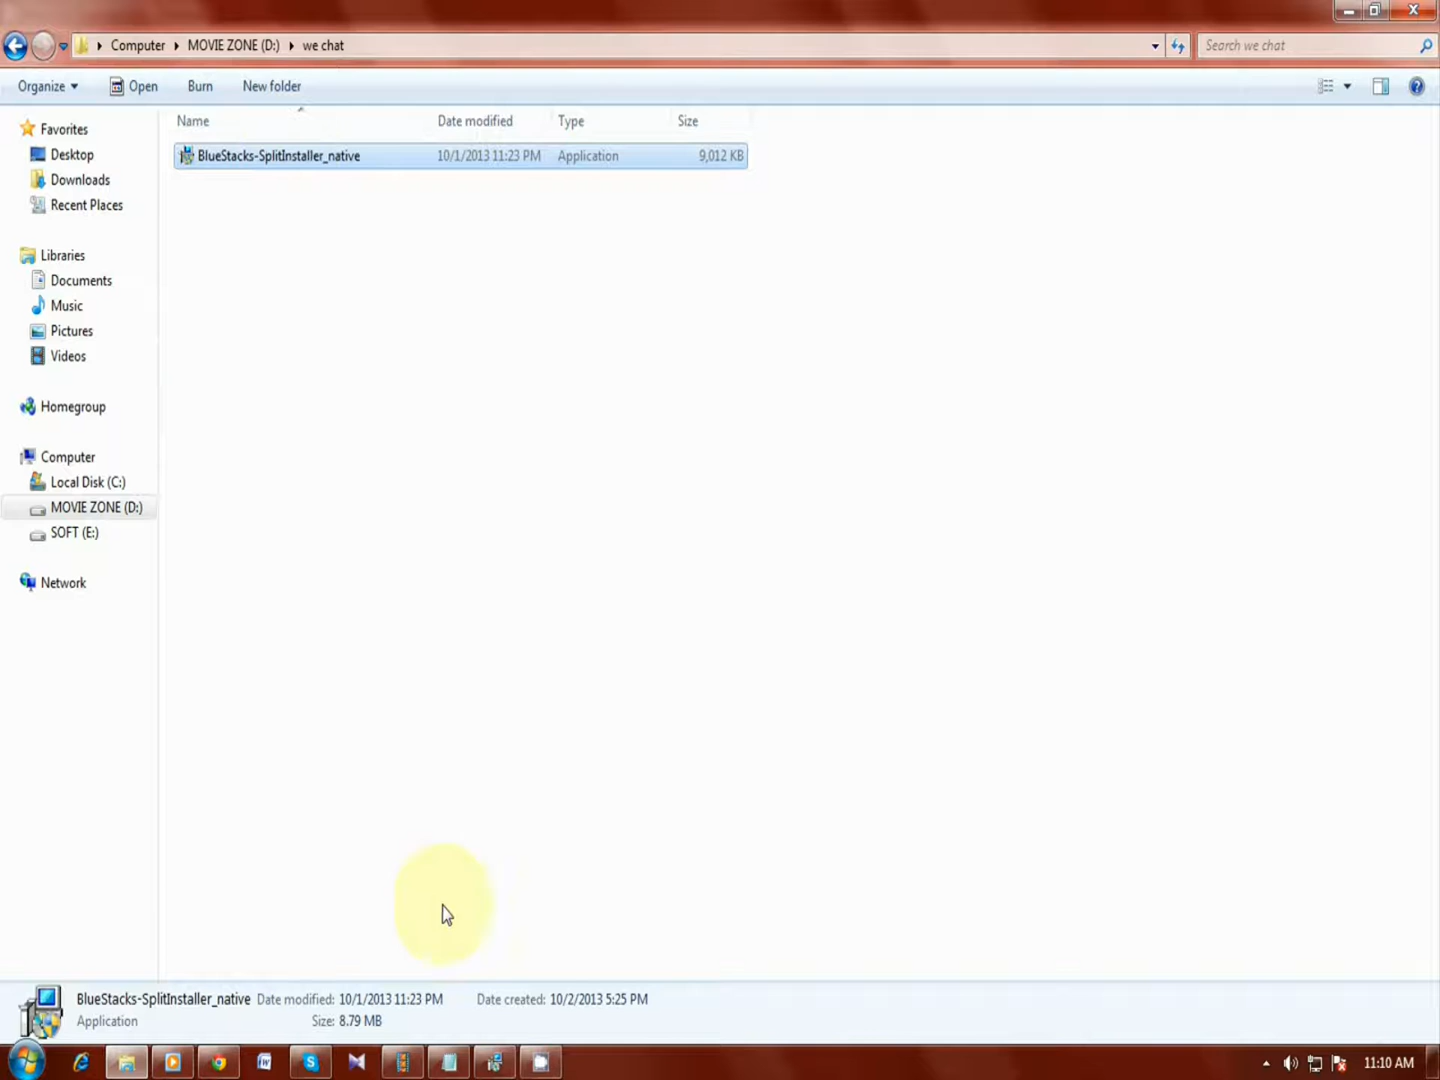 Computer MOVIE ZONE (D:) we chat
Search we chat
Organize Open Burn New folder
Name Date modified Type Size
BlueStacks-SplitInstaller_native 10/1/2013 11:23 PM Application 9,012 KB
Favorites
Desktop
Downloads
Recent Places
Libraries
Documents
Music
Pictures
Videos
Homegroup
Computer
Local Disk (C:)
MOVIE ZONE (D:)
SOFT (E:)
Network
BlueStacks-SplitInstaller_native Date modified: 10/1/2013 11:23 PM Date created: 10/2/2013 5:25 PM
Application Size: 8.79 MB
11:10 AM